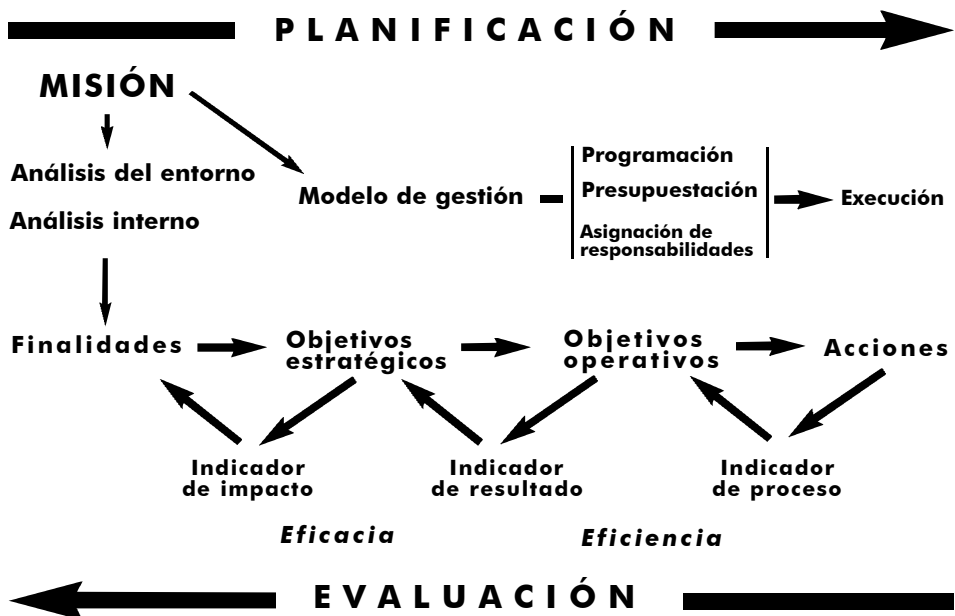 PLANIFICACIÓN
MISIÓN
Análisis del entorno
Análisis interno
Modelo de gestión
Programación
Presupuestación
Asignación de
responsabilidades
Execución
Finalidades
Objetivos
estratégicos
Objetivos
operativos
Acciones
Indicador
de impacto
Indicador
de resultado
Indicador
de proceso
Eficacia
Eficiencia
EVALUACIÓN